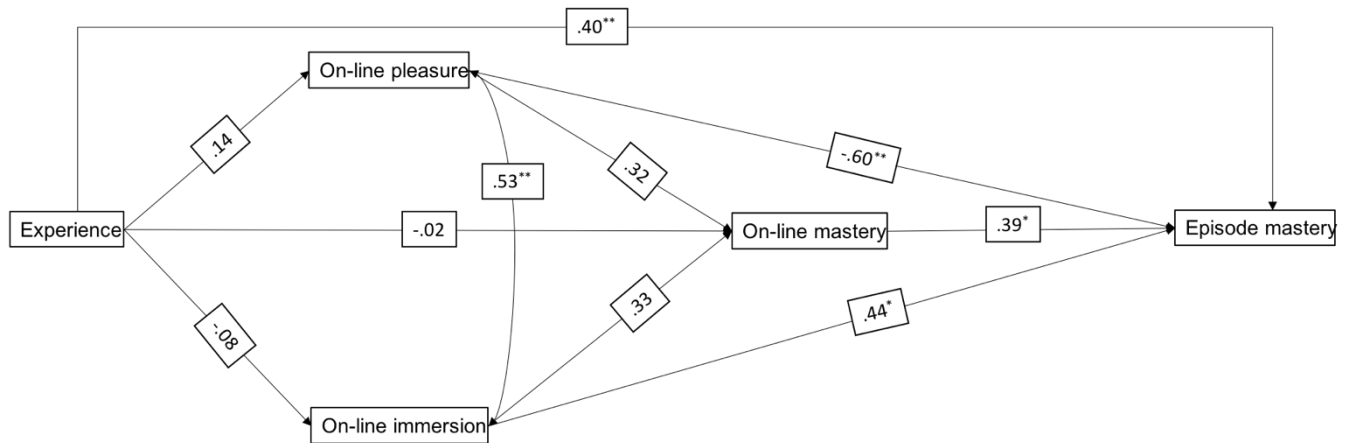 .40**
On-line pleasure
.14
-.60**
.32
.53**
Experience
-.02
On-line mastery
.39*
Episode mastery
.33
.44*
-.08
On-line immersion